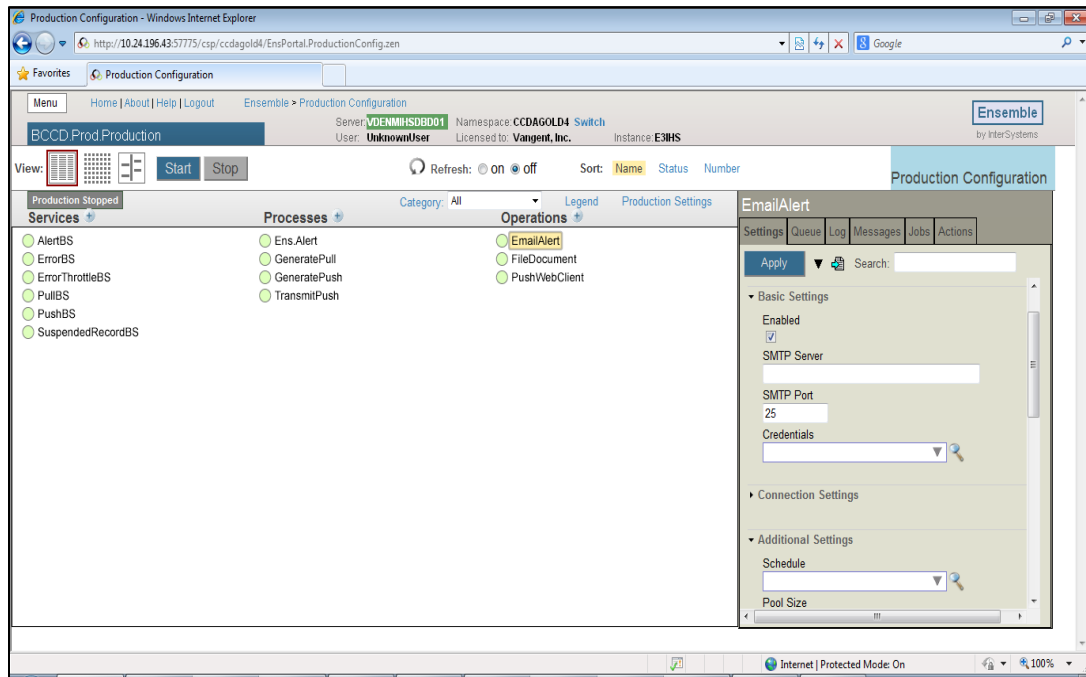 Production Configuration - Windows Internet Explorer
http://10.24.196.43:57775/csp/ccdagold4/EnsPortal.ProductionConfig.zen
Google
Favorites
Production Configuration
Menu
Home | About | Help | Logout
Ensemble > Production Configuration
Server: VDENMIHSDBD01 Namespace: CCDAGOLD4 Switch
User: UnknownUser Licensed to: Vangent, Inc. Instance: E3IHS
BCCD.Prod.Production
Ensemble
by InterSystems
View:
Start
Stop
Refresh: on off
Sort: Name Status Number
Production Configuration
Production Stopped
Category: All
Legend
Production Settings
Services
Processes
Operations
AlertBS
ErrorBS
ErrorThrottleBS
PullBS
PushBS
SuspendedRecordBS
Ens.Alert
GeneratePull
GeneratePush
TransmitPush
EmailAlert
FileDocument
PushWebClient
EmailAlert
Settings Queue Log Messages Jobs Actions
Apply
Search:
Basic Settings
Enabled
SMTP Server
SMTP Port
25
Credentials
Connection Settings
Additional Settings
Schedule
Pool Size
Internet | Protected Mode: On
100%